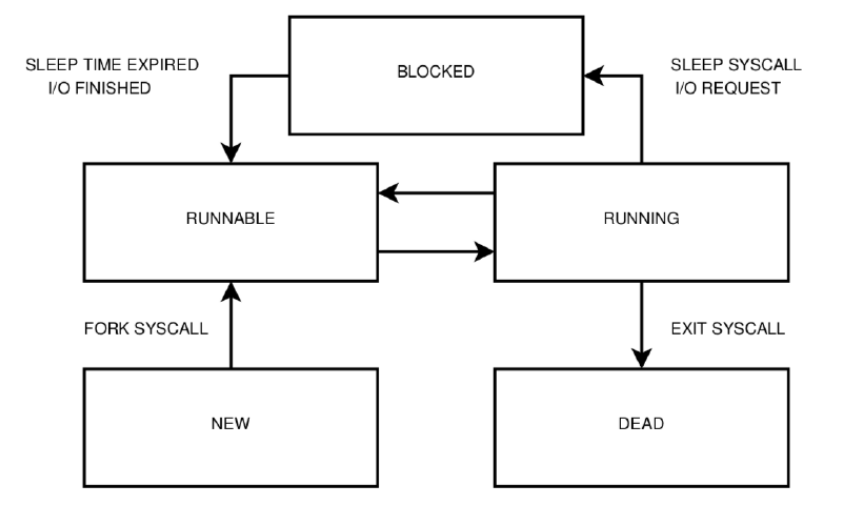 SLEEP TIME EXPIRED
I/O FINISHED
BLOCKED
SLEEP SYSCALL
I/O REQUEST
RUNNABLE
RUNNING
FORK SYSCALL
EXIT SYSCALL
NEW
DEAD